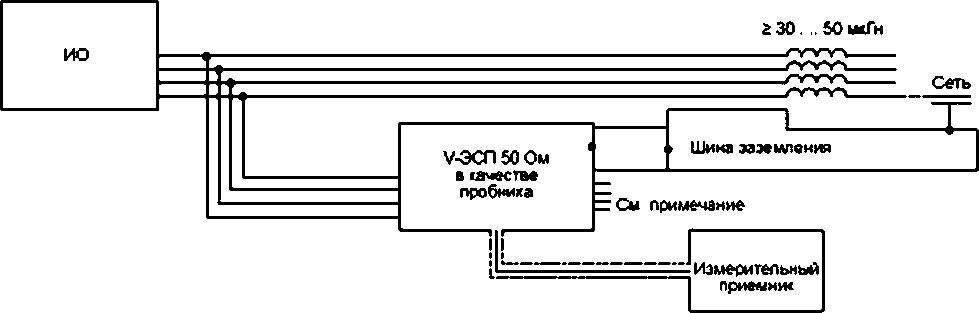 ИО
≥ 30 . . . 50 мкГн
Сеть
V-ЭСП 50 Ом
в качестве
пробника
Шина заземления
См примечание
Измерительный
приемник